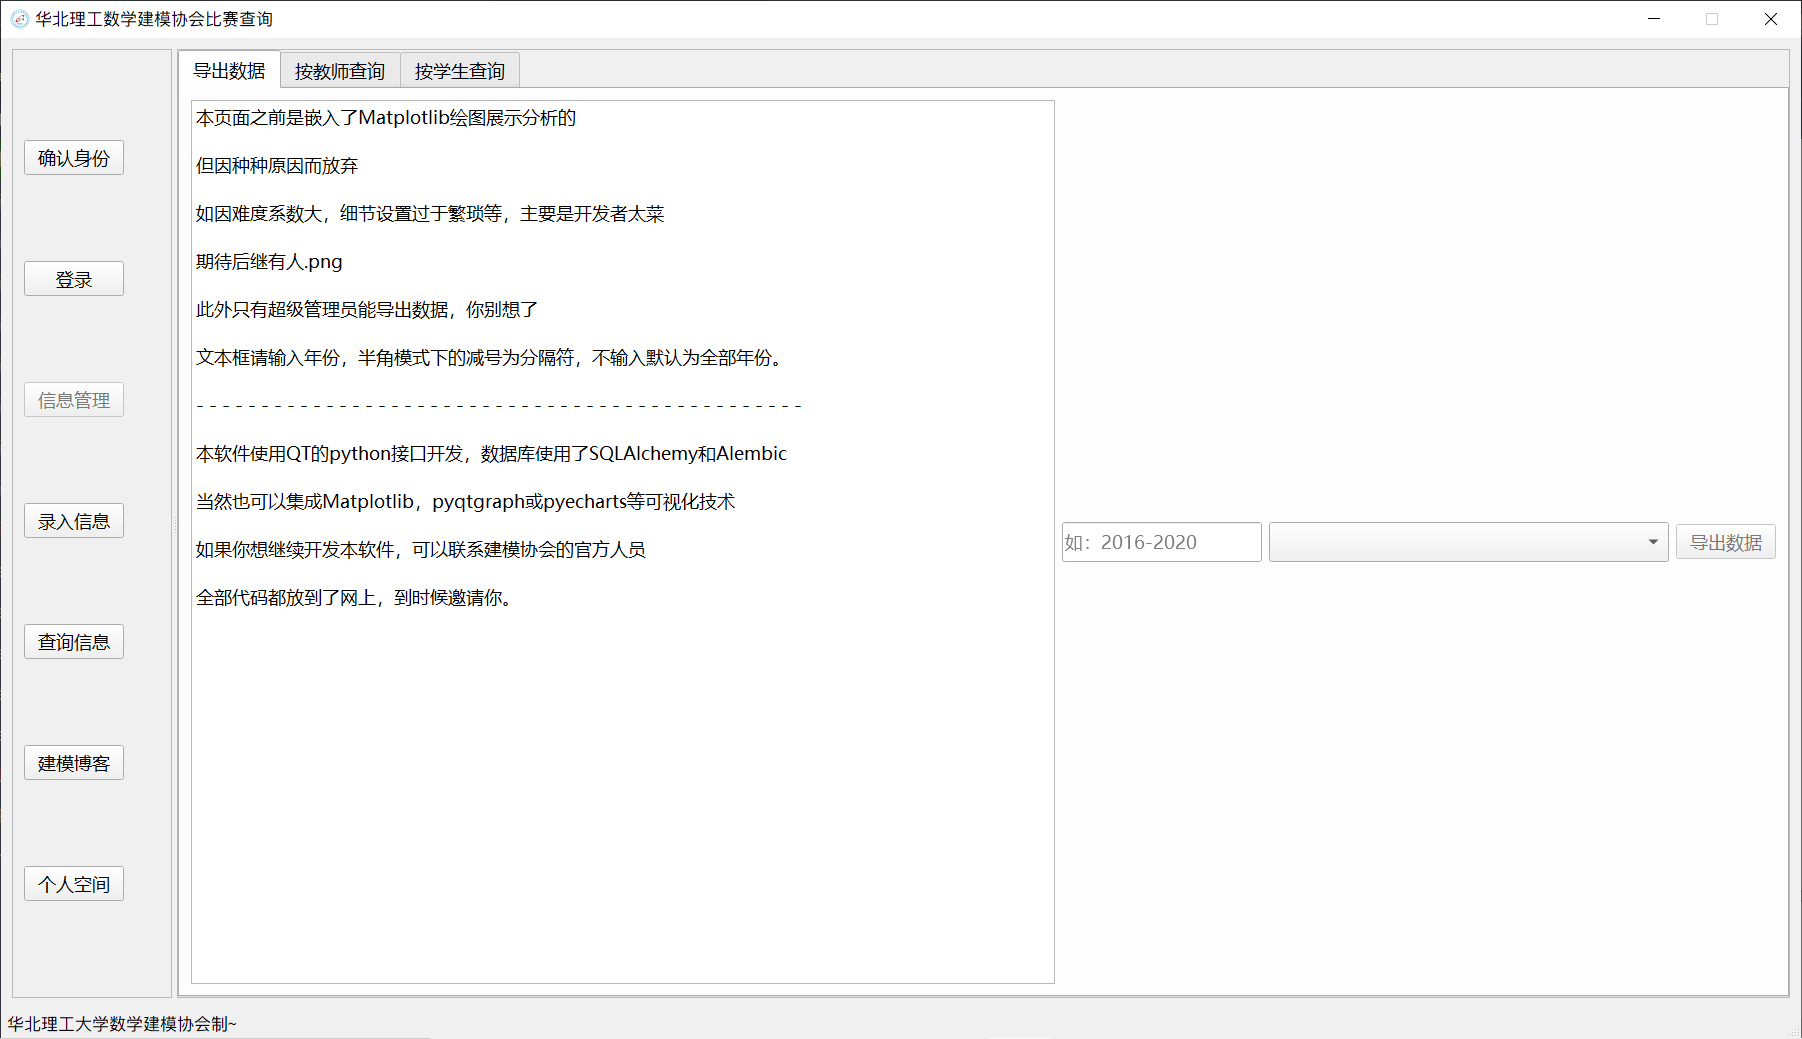 华北理工数学建模协会比赛查询
导出数据
按教师查询
按学生查询
确认身份
登录
信息管理
录入信息
查询信息
建模博客
个人空间
本页面之前是嵌入了Matplotlib绘图展示分析的
但因种种原因而放弃
如因难度系数大，细节设置过于繁琐等，主要是开发者太菜
期待后继有人.png
此外只有超级管理员能导出数据，你别想了
文本框请输入年份，半角模式下的减号为分隔符，不输入默认为全部年份。
- - - - - - - - - - - - - - - - - - - - - - - - - - - - - - - - - - - - - - - - - - - - - - -
本软件使用QT的python接口开发，数据库使用了SQLAlchemy和Alembic
当然也可以集成Matplotlib，pyqtgraph或pyecharts等可视化技术
如果你想继续开发本软件，可以联系建模协会的官方人员
全部代码都放到了网上，到时候邀请你。
如：2016-2020
导出数据
华北理工大学数学建模协会制~